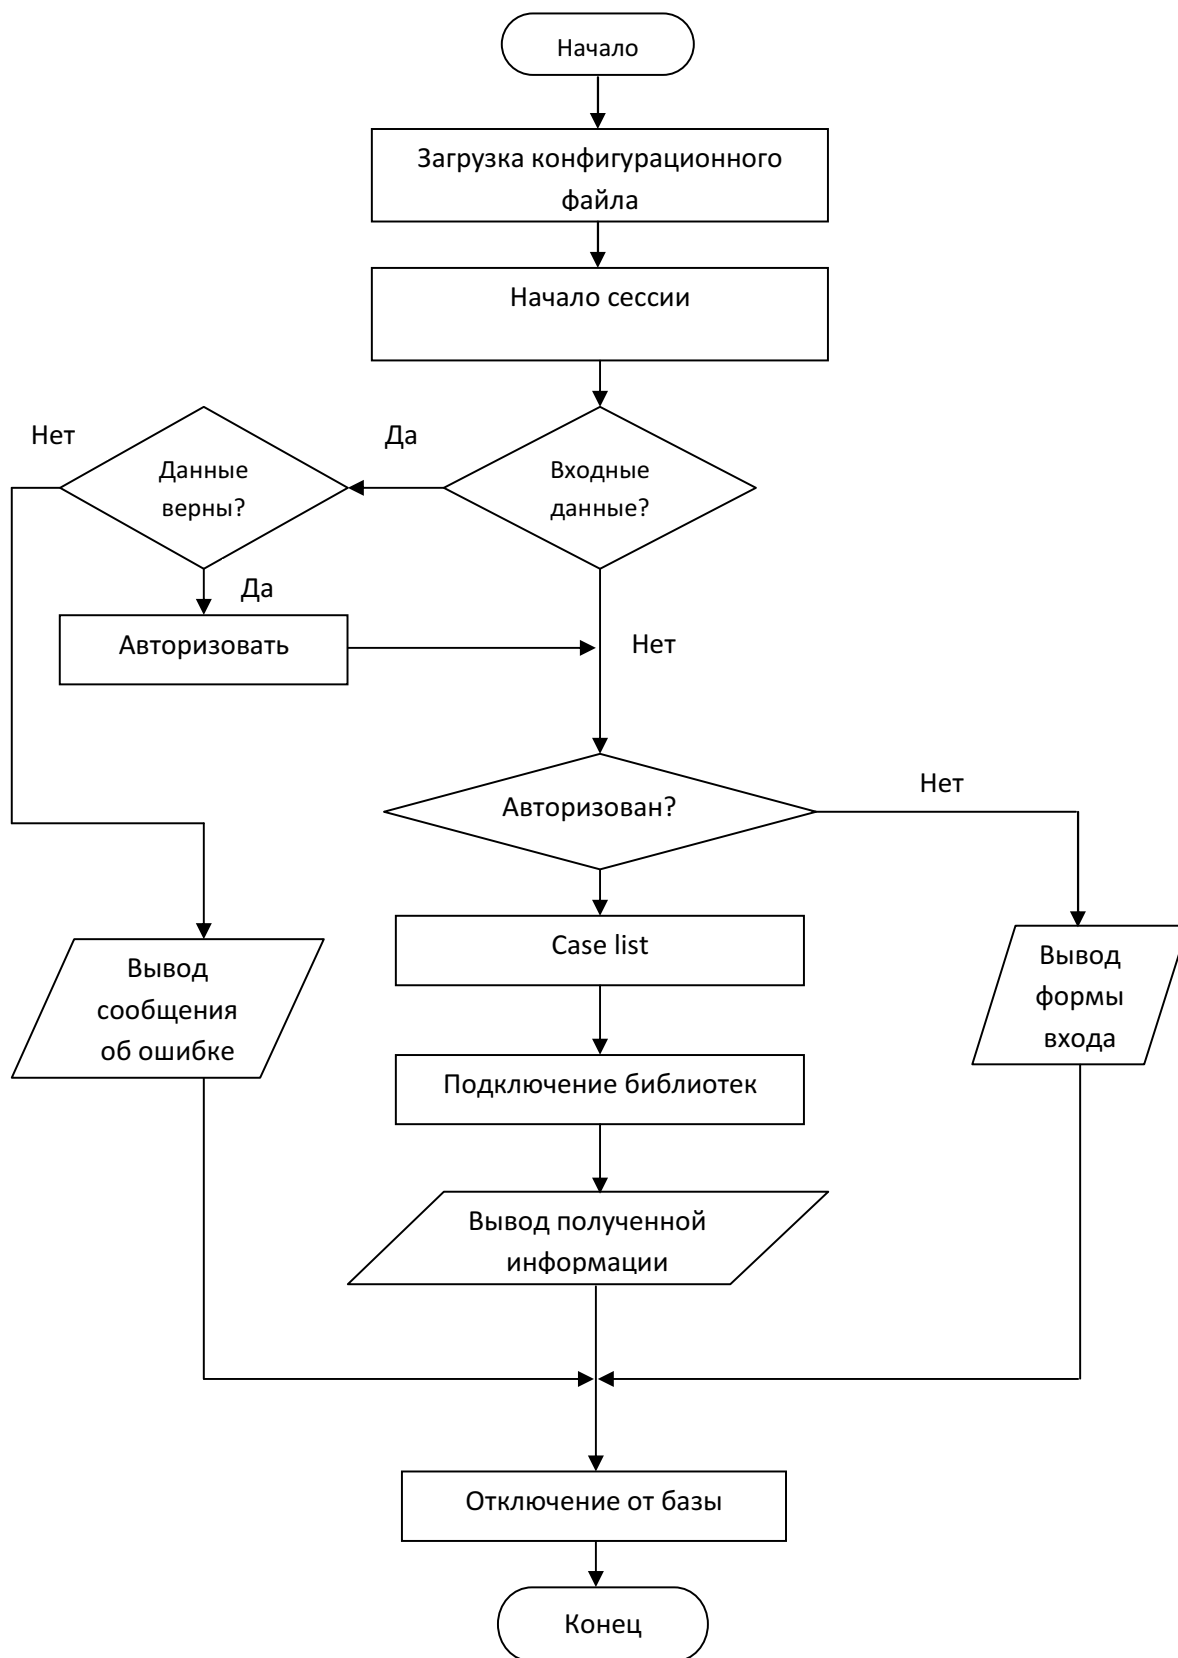 Начало
Загрузка конфигурационного
файла
Начало сессии
Нет
Да
Данные
верны?
Входные
данные?
Да
Авторизовать
Нет
Авторизован?
Нет
Case list
Вывод
сообщения
об ошибке
Вывод
формы
входа
Подключение библиотек
Вывод полученной
информации
Отключение от базы
Конец